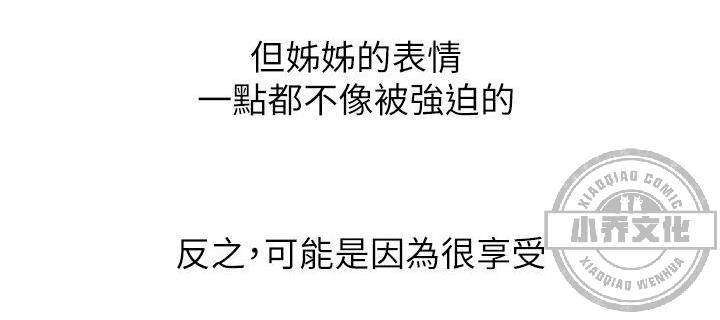 但姊姊的表情
一點都不像被強迫的
反之，可能是因為很享受
XIAOQIAO COMIC
小乔文化
XIAOQIAO WENHUA